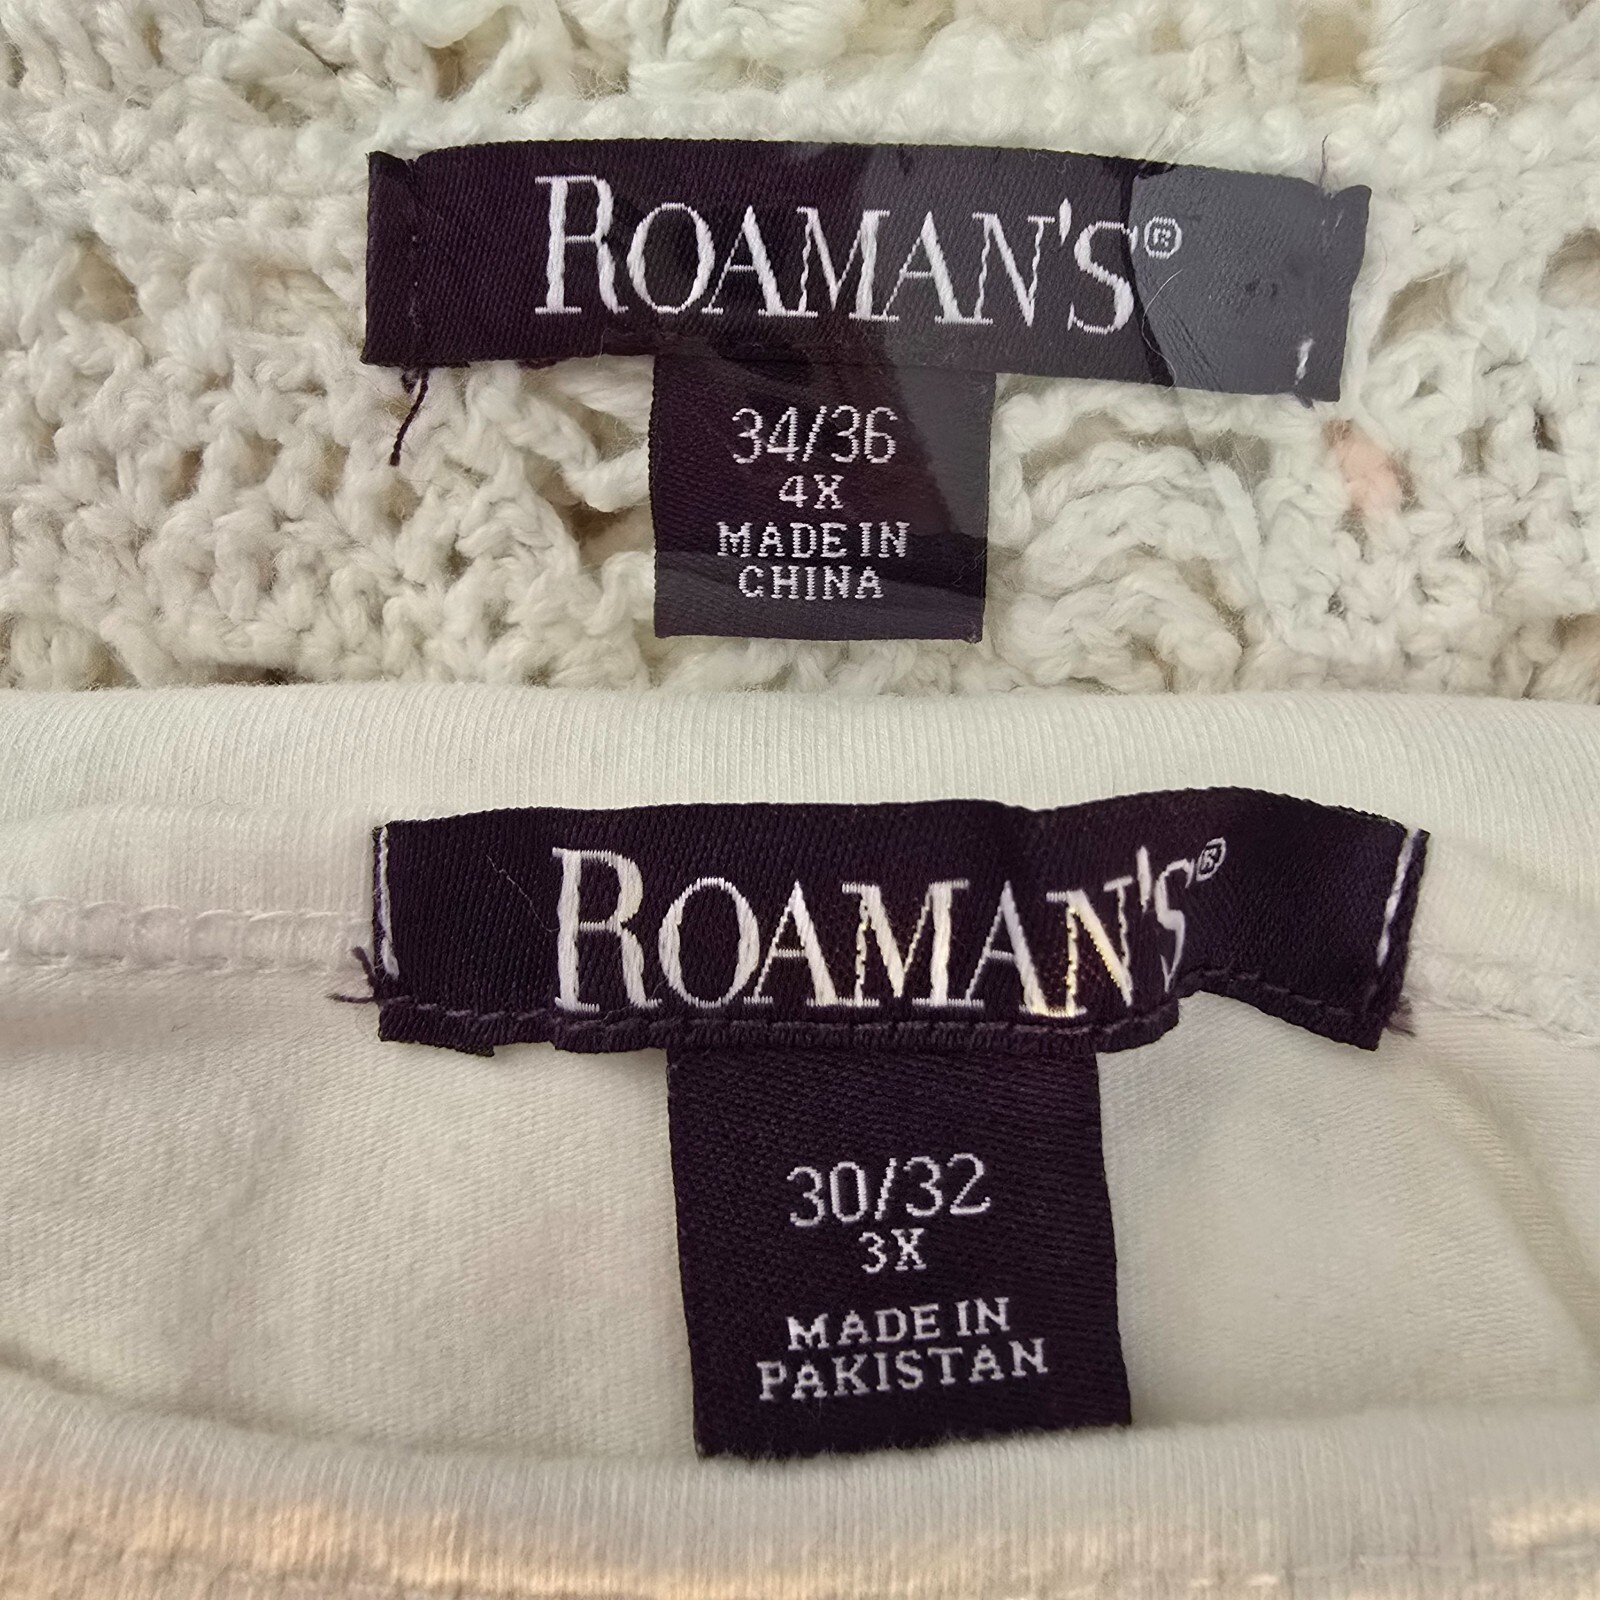 ROAMAN'S®
34/36
4X
MADE IN
CHINA
ROAMAN'S®
30/32
3X
MADE IN
PAKISTAN